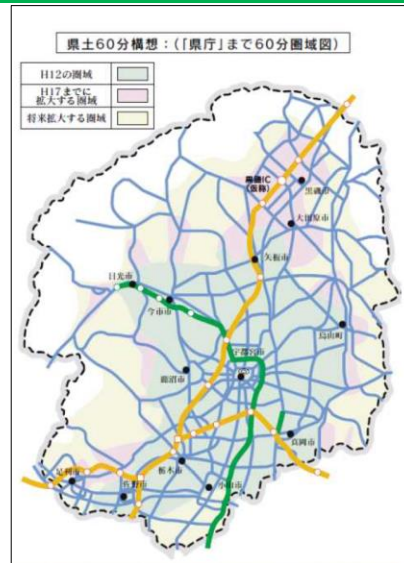 県土60分構想:(「県庁」まで60分圏域図)
H12の圏域
H17までに
拡大する圏域
将来拡大する圏域
黒磯IC
(仮称)
黒磯市
大田原市
矢板市
日光市
今市市
烏山町
宇都宮市
鹿沼市
真岡市
栃木市
足利市
佐野市
小山市